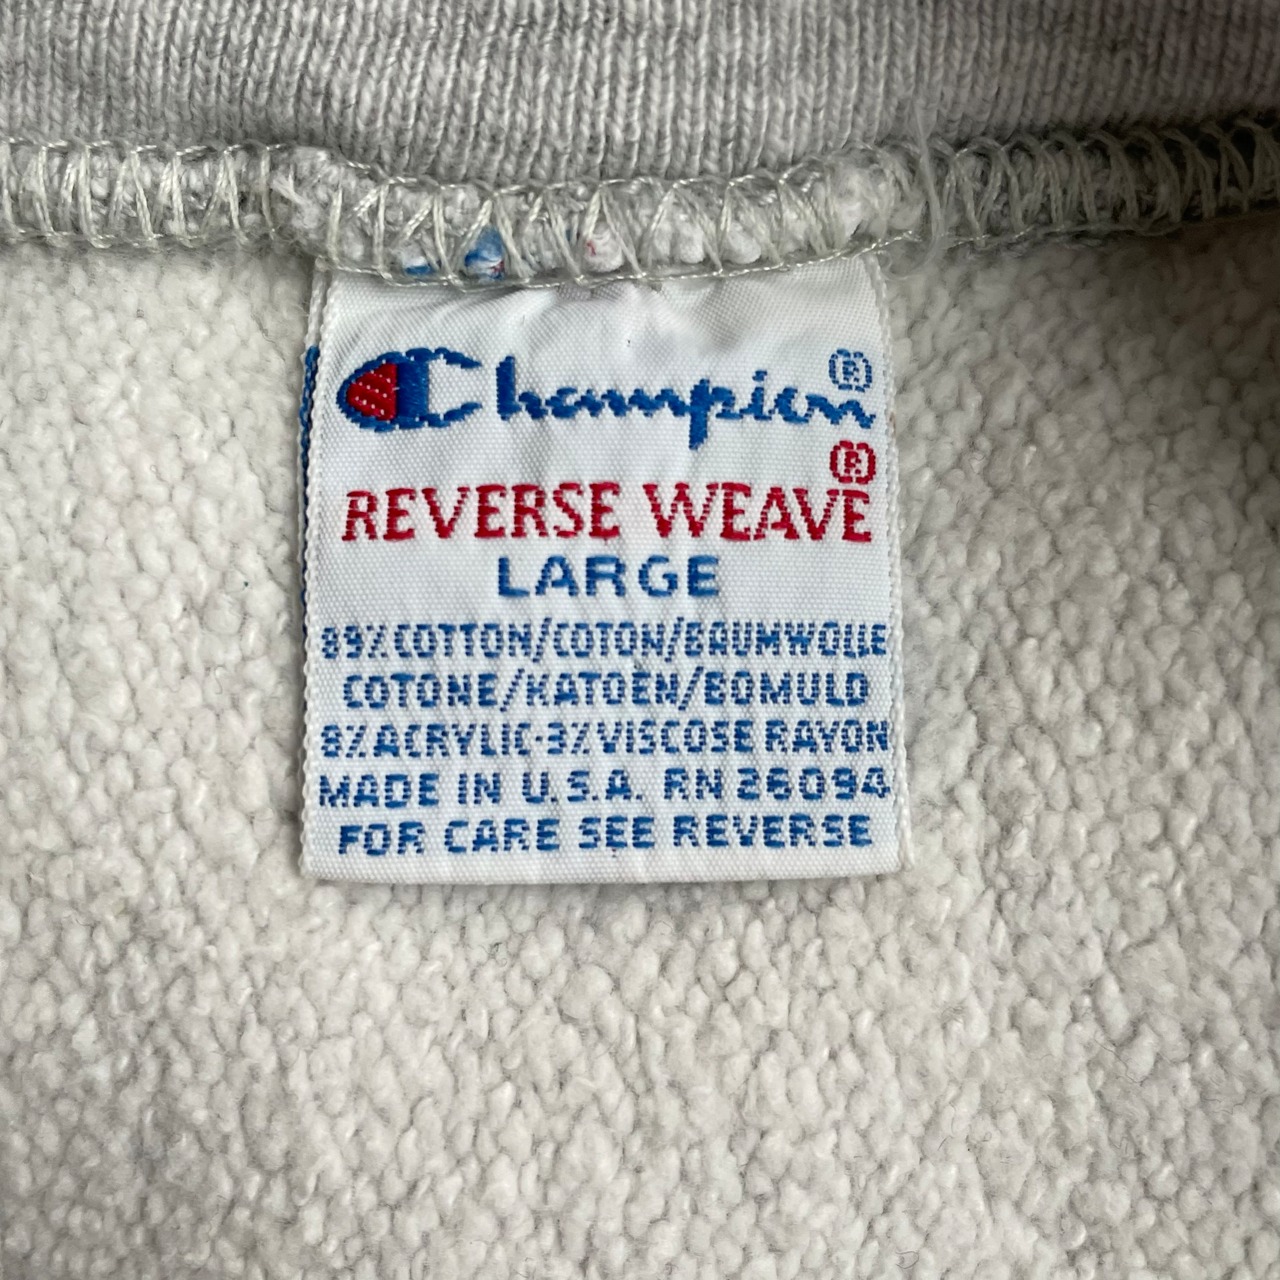 Champion®
REVERSE WEAVE®
LARGE
89% COTTON/COTON/BAUMWOLLE
COTONE/KATOEN/BOMULD
8% ACRYLIC-3% VISCOSE RAYON
MADE IN U.S.A. RN 26094
FOR CARE SEE REVERSE